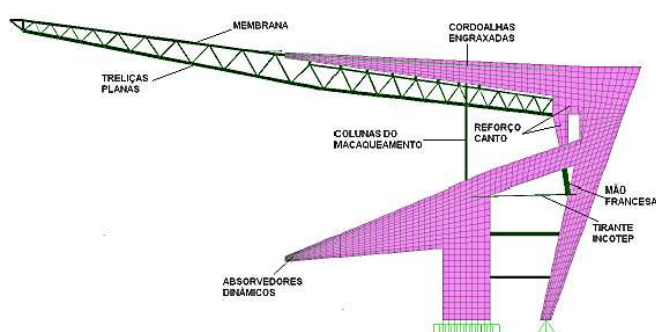 MEMBRANA
CORDOALHAS
ENGRAXADAS
TRELIÇAS
PLANAS
COLUNAS DO
MACAQUEAMENTO
REFORÇO
CANTO
MÃO
FRANCESA
TIRANTE
INCOTEP
ABSORVEDORES
DINÂMICOS